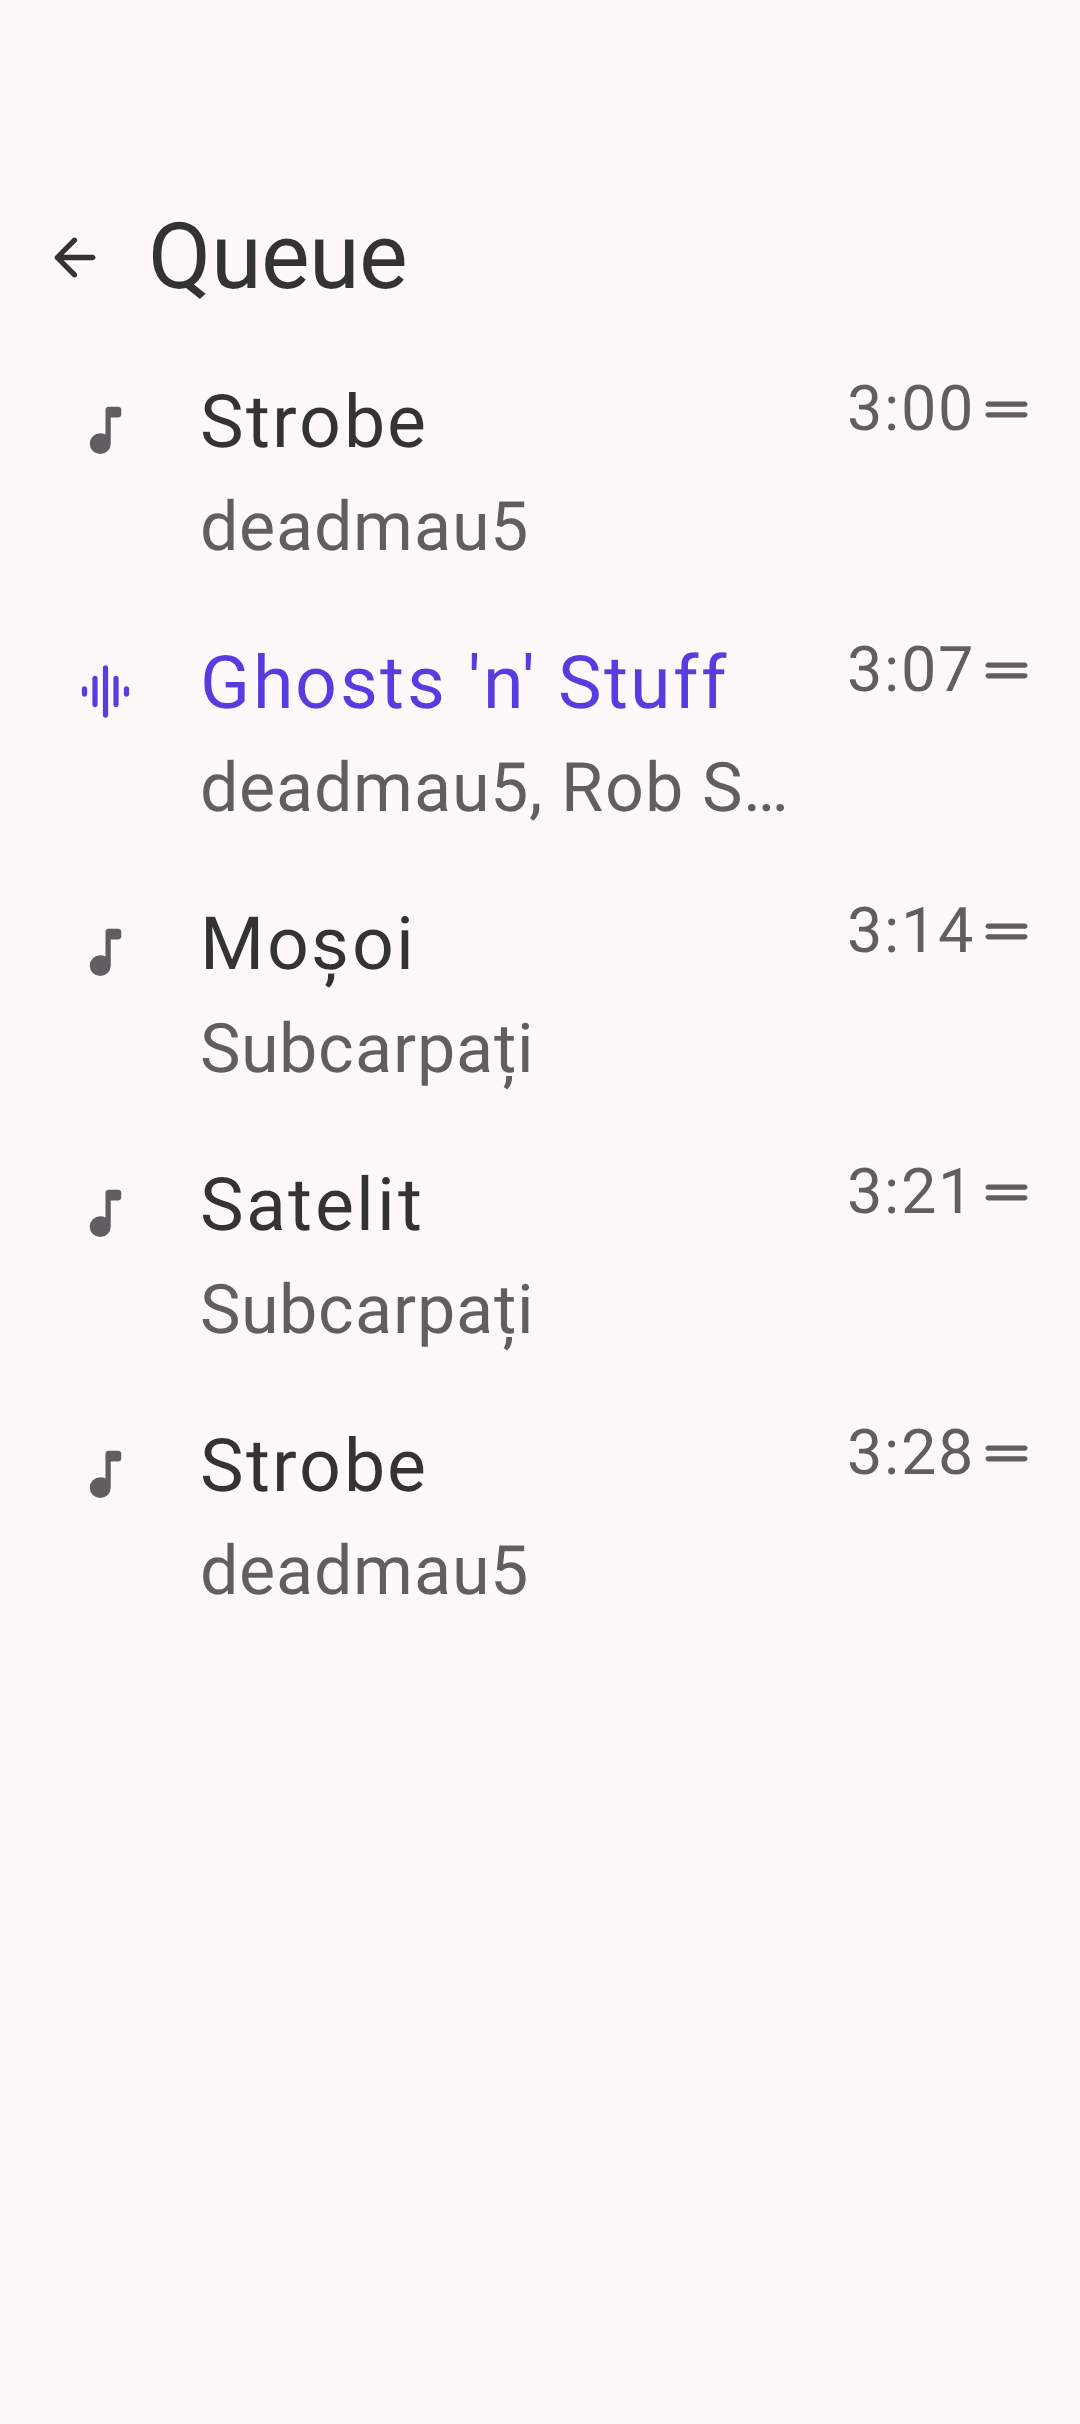 Queue
Strobe 3:00
deadmau5
Ghosts 'n' Stuff 3:07
deadmau5, Rob S...
Moșoi 3:14
Subcarpați
Satelit 3:21
Subcarpați
Strobe 3:28
deadmau5